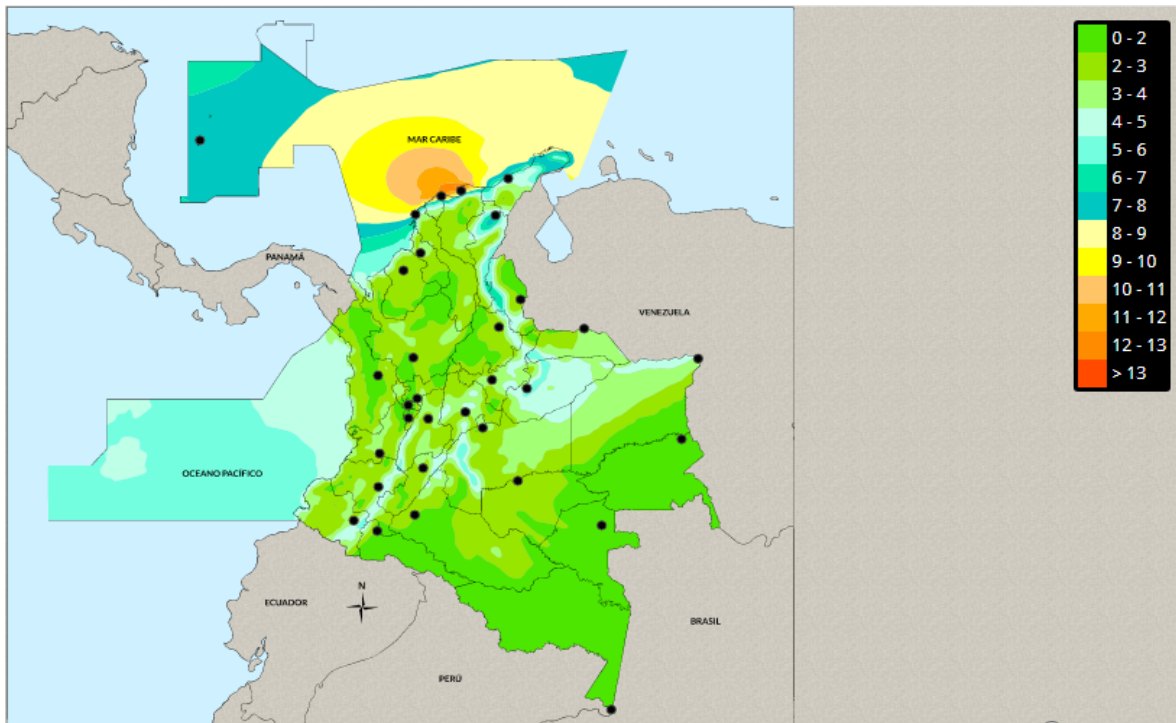 0 - 2
2 - 3
3 - 4
4 - 5
5 - 6
6 - 7
7 - 8
8 - 9
9 - 10
10 - 11
11 - 12
12 - 13
> 13
MAR CARIBE
PANAMÁ
VENEZUELA
OCEANO PACÍFICO
N
ECUADOR
BRASIL
PERÚ